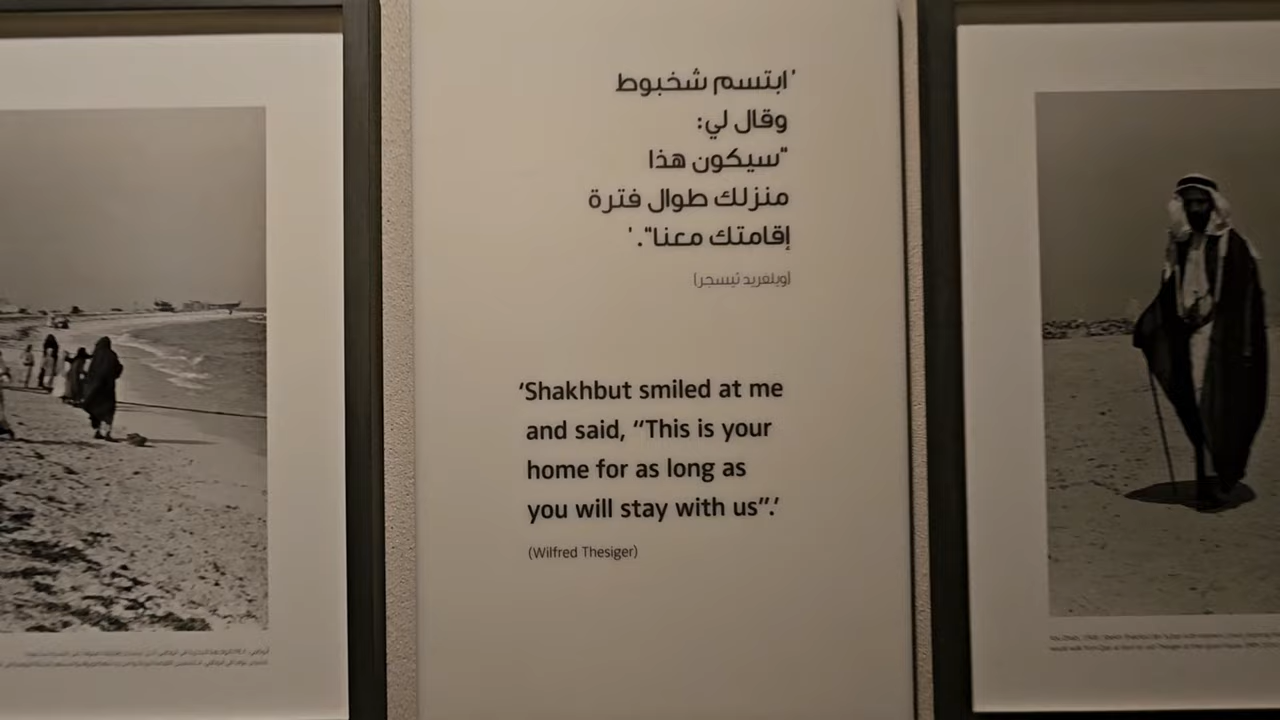 'ابتسم شخبوط
وقال لي:
"سيكون هذا
منزلك طوال فترة
إقامتك معنا".'
(ويلفريد ثيسجر)
‘Shakhbut smiled at me
and said, “This is your
home for as long as
you will stay with us”.’
(Wilfred Thesiger)